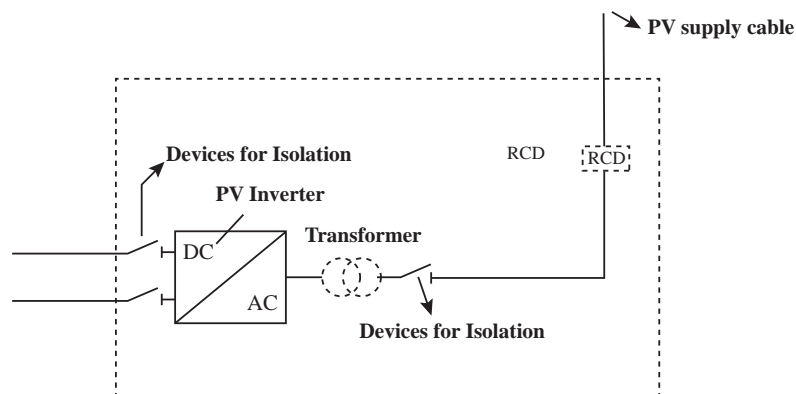 PV supply cable
RCD
RCD
Devices for Isolation
PV Inverter
Transformer
DC
AC
Devices for Isolation